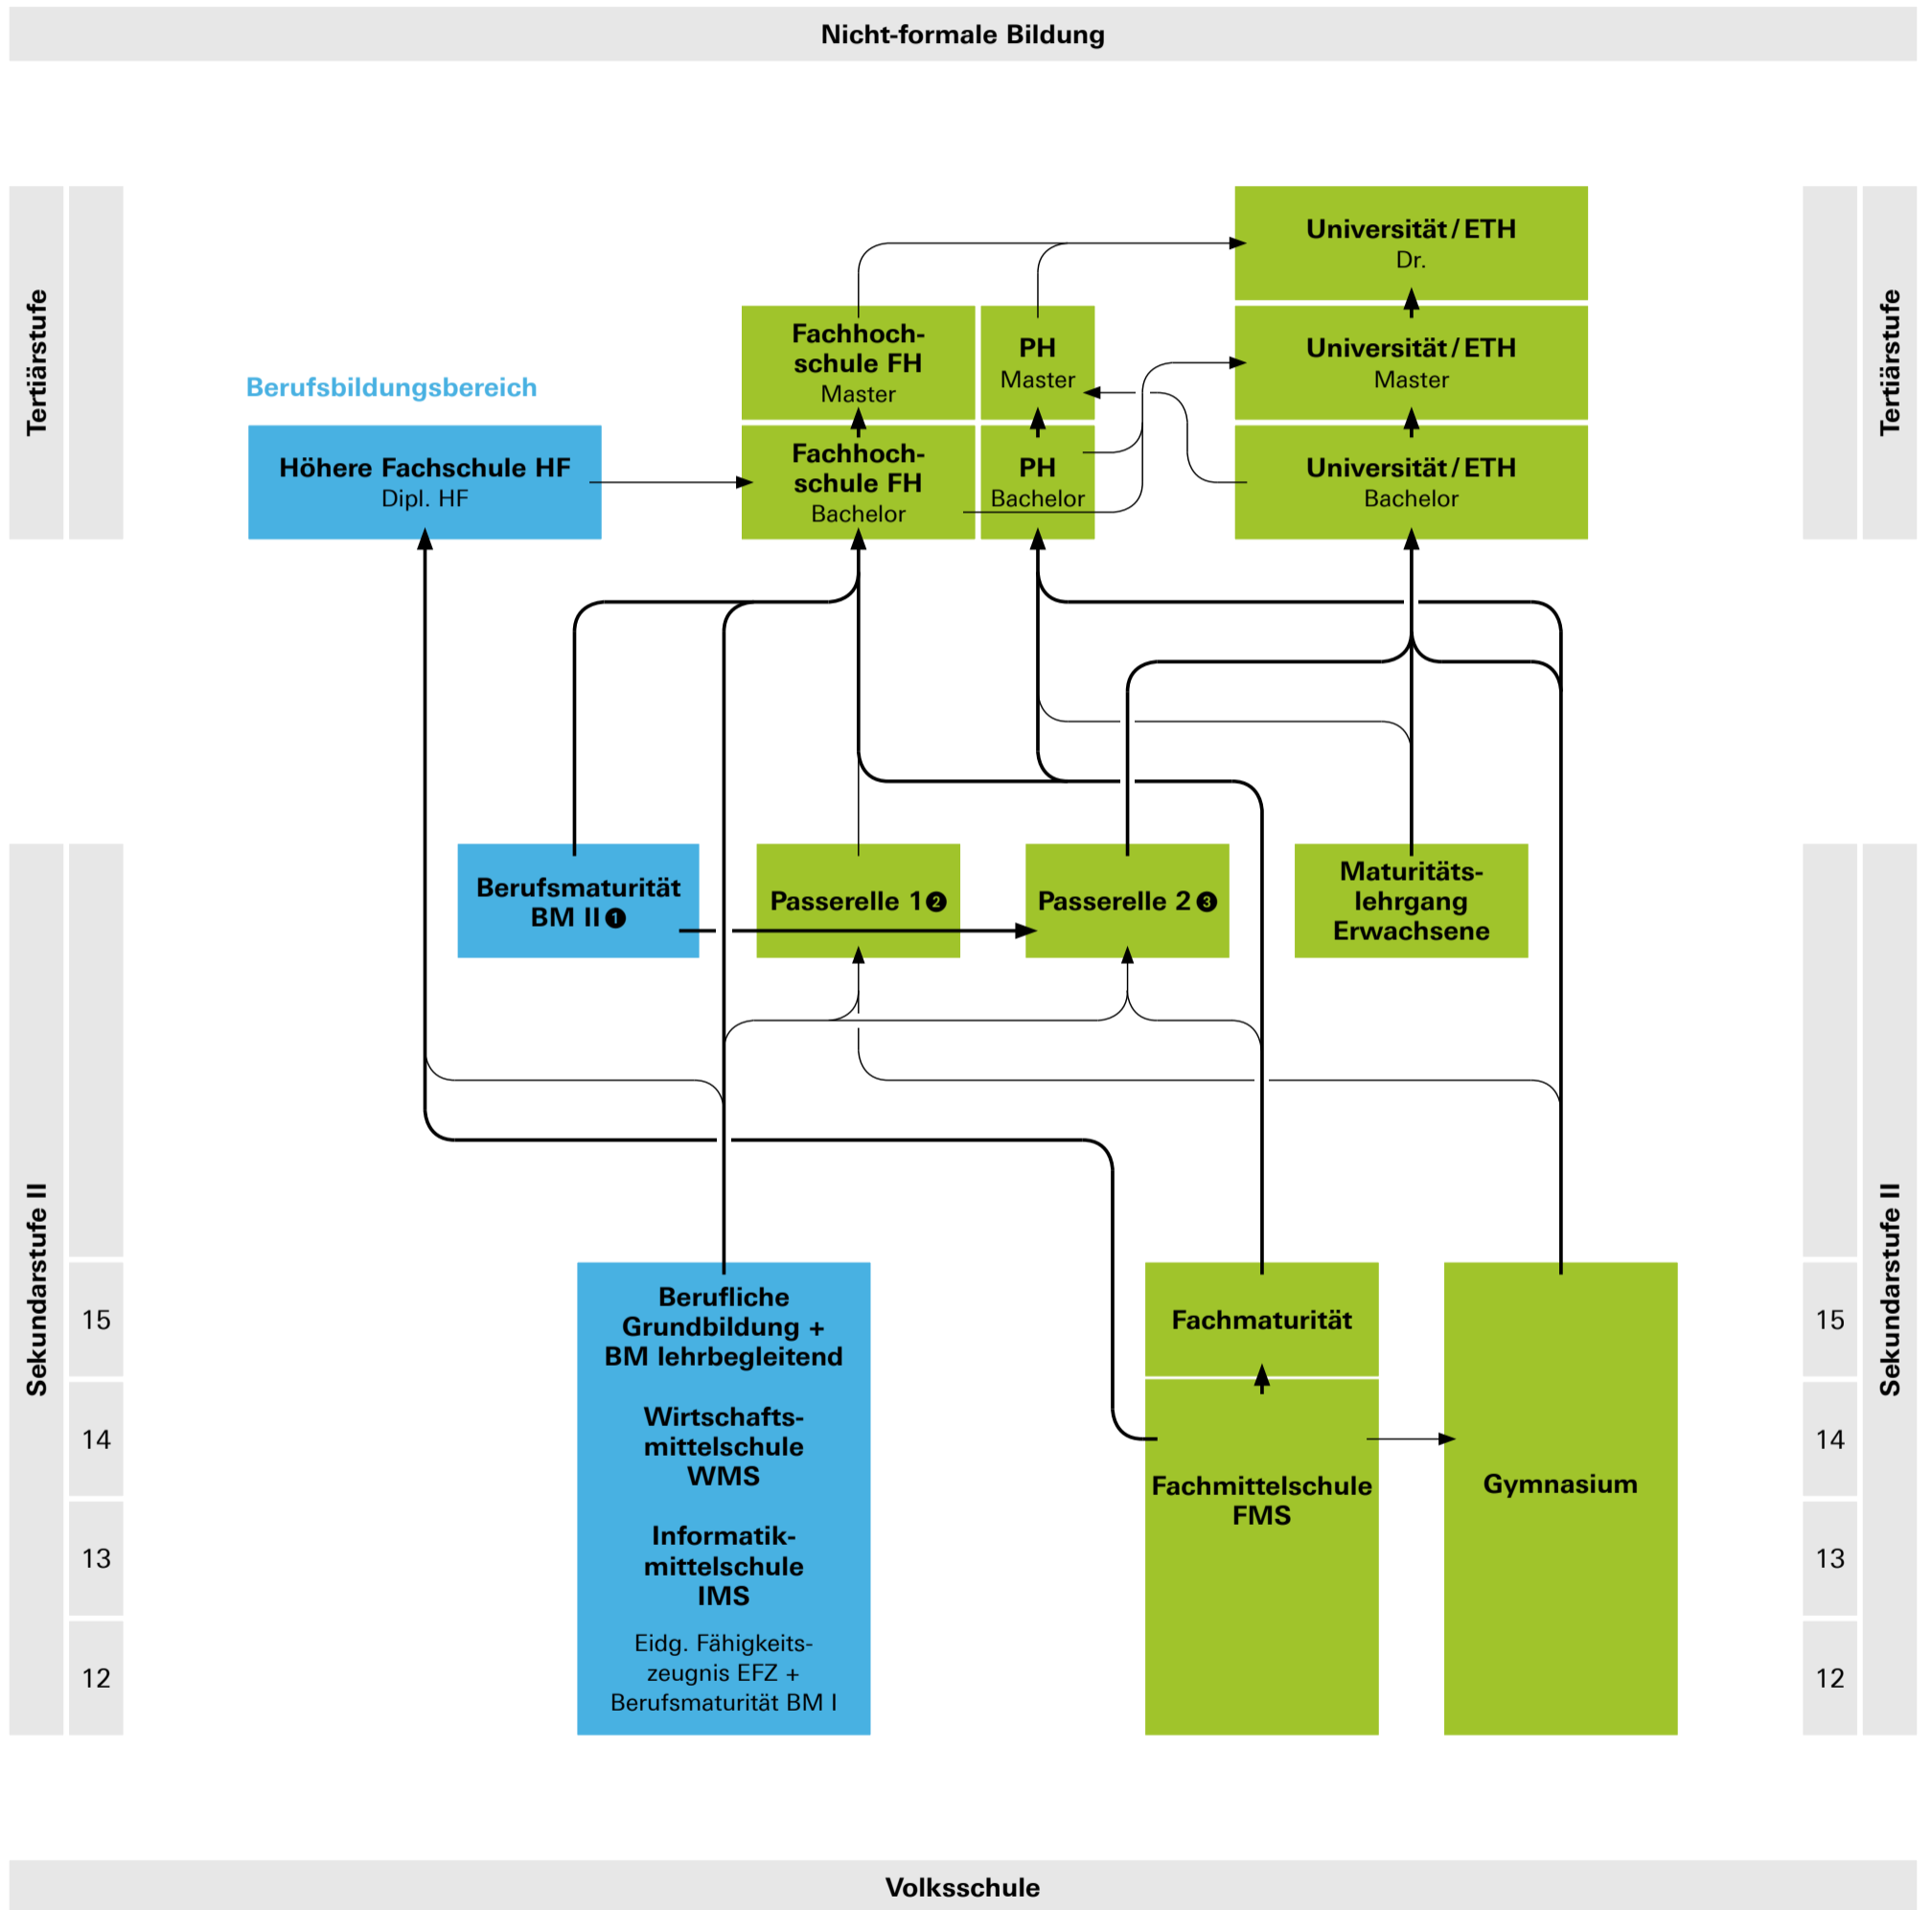 Nicht-formale Bildung
Tertiärstufe
Tertiärstufe
Universität / ETH
Dr.
Fachhoch-
schule FH
Master
PH
Master
Universität / ETH
Master
Berufsbildungsbereich
Höhere Fachschule HF
Dipl. HF
Fachhoch-
schule FH
Bachelor
PH
Bachelor
Universität / ETH
Bachelor
Sekundarstufe II
Sekundarstufe II
Berufsmaturität
BM II ❶
Passerelle 1 ❷
Passerelle 2 ❸
Maturitäts-
lehrgang
Erwachsene
15
14
13
12
Berufliche
Grundbildung +
BM lehrbegleitend
Wirtschafts-
mittelschule
WMS
Informatik-
mittelschule
IMS
Eidg. Fähigkeits-
zeugnis EFZ +
Berufsmaturität BM I
Fachmaturität
Fachmittelschule
FMS
Gymnasium
15
14
13
12
Volksschule